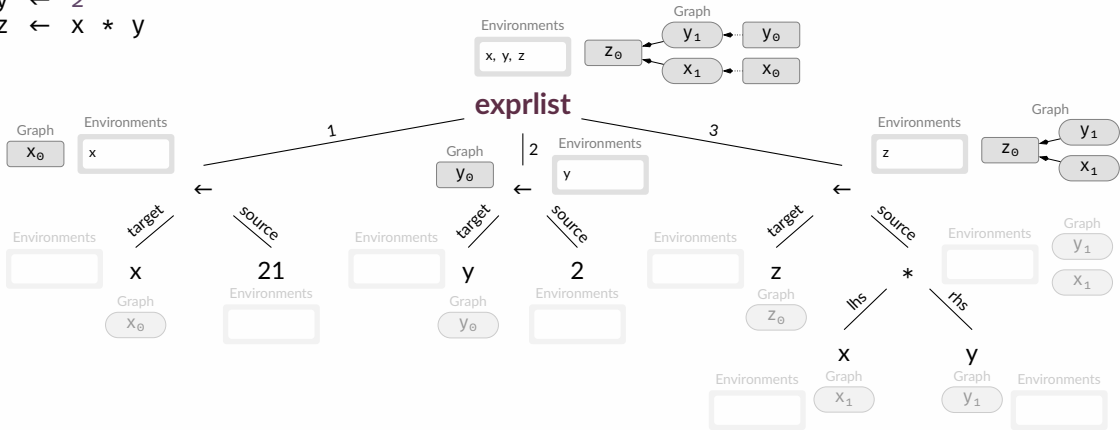 y ← 2
z ← x * y
Graph
Environments
x, y, z
z₀
y₁
y₀
x₁
x₀
exprlist
1
2
3
Graph
x₀
Environments
x
←
Graph
y₀
Environments
y
←
Environments
z
Graph
z₀
y₁
x₁
←
target
source
target
source
target
source
Environments
x
Graph
x₀
21
Environments
Environments
y
Graph
y₀
2
Environments
Environments
z
Graph
z₀
*
Environments
Graph
y₁
x₁
lhs
rhs
x
Environments
Graph
x₁
y
Graph
y₁
Environments